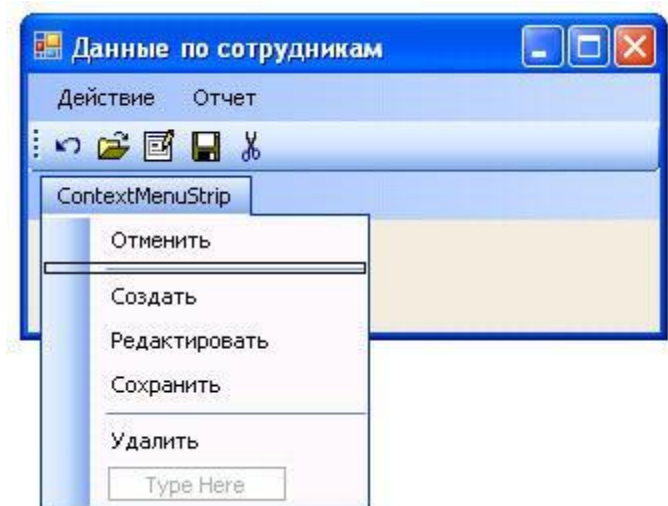 Данные по сотрудникам
Действие Отчет
ContextMenuStrip
Отменить
Создать
Редактировать
Сохранить
Удалить
Type Here